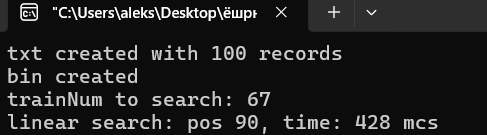 "C:\Users\aleks\Desktop\ёшрн
txt created with 100 records
bin created
trainNum to search: 67
linear search: pos 90, time: 428 mcs